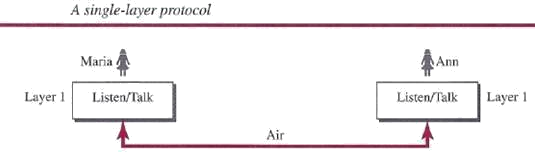 A single-layer protocol
Maria Ann
Layer 1 Listen/Talk Listen/Talk Layer 1
Air